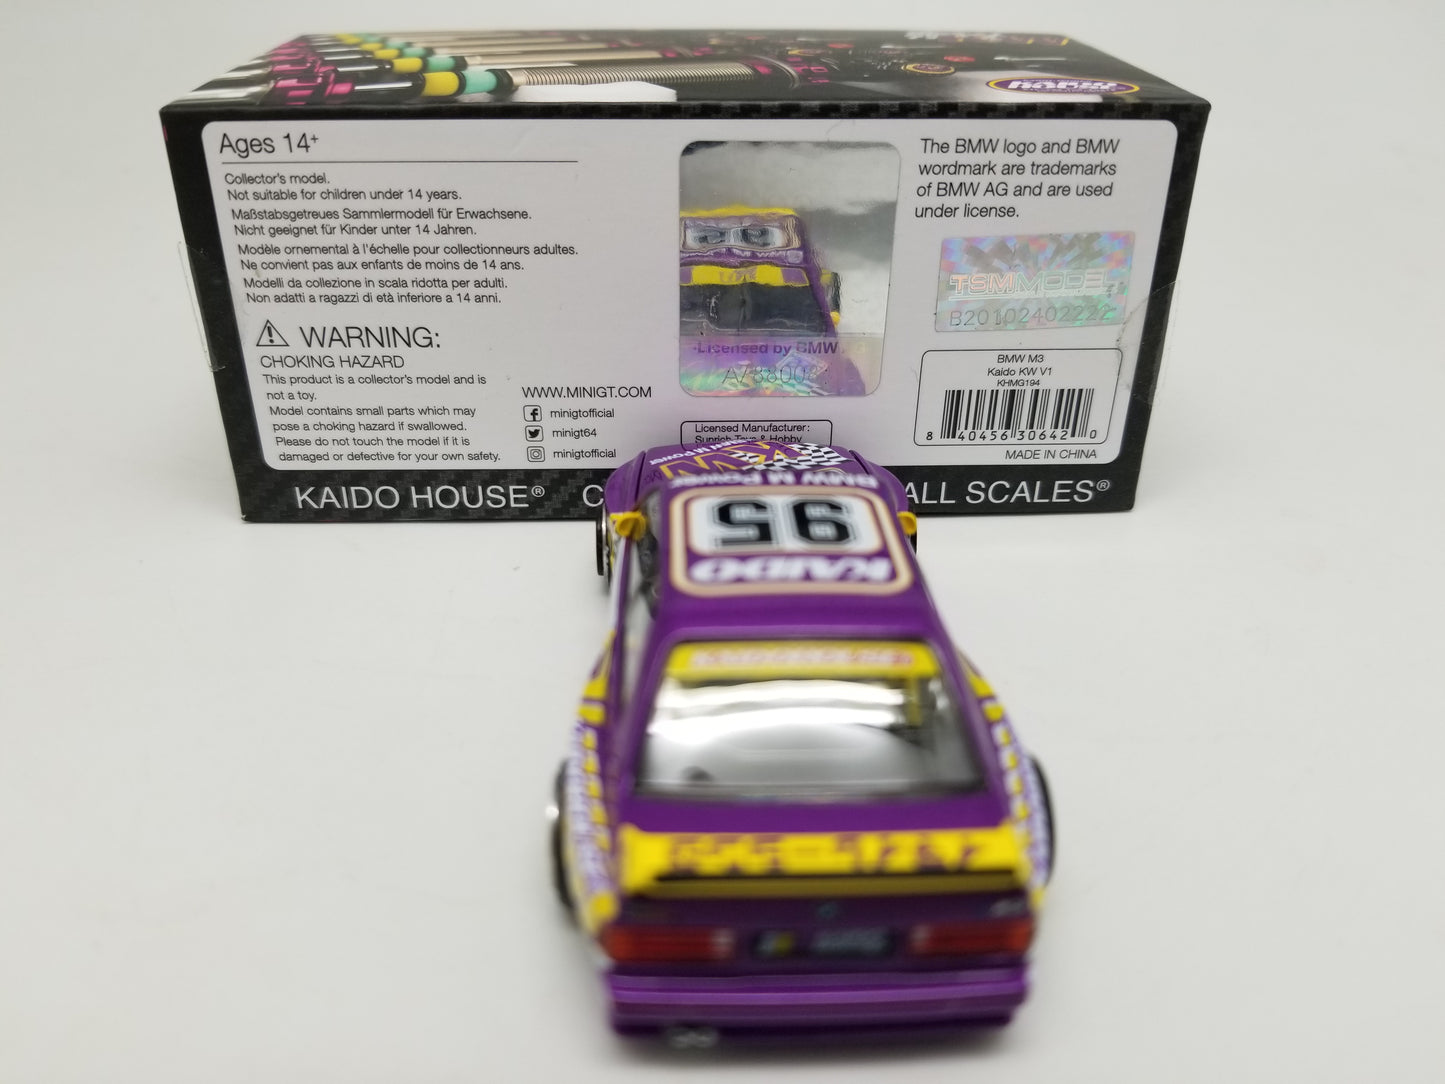 Ages 14+
Collector's model.
Not suitable for children under 14 years.
Maßstabsgetreues Sammlermodell für Erwachsene.
Nicht geeignet für Kinder unter 14 Jahren.
Modèle ornemental à l'échelle pour collectionneurs adultes.
Ne convient pas aux enfants de moins de 14 ans.
Modelli da collezione in scala ridotta per adulti.
Non adatti a ragazzi di età inferiore a 14 anni.
WARNING:
CHOKING HAZARD
This product is a collector's model and is
not a toy.
Model contains small parts which may
pose a choking hazard if swallowed.
Please do not touch the model if it is
damaged or defective for your own safety.
WWW.MINIGT.COM
minigtofficial
minigt64
minigtofficial
Licensed by BMW AG
Licensed Manufacturer:
Sunrich Toys & Hobby
The BMW logo and BMW
wordmark are trademarks
of BMW AG and are used
under license.
TSMMODEL
B20102402222
BMW M3
Kaido KW V1
KHMG194
8 40456 30642 0
MADE IN CHINA
KAIDO HOUSE® C
ALL SCALES®
BMW M Power
95
KAIDO